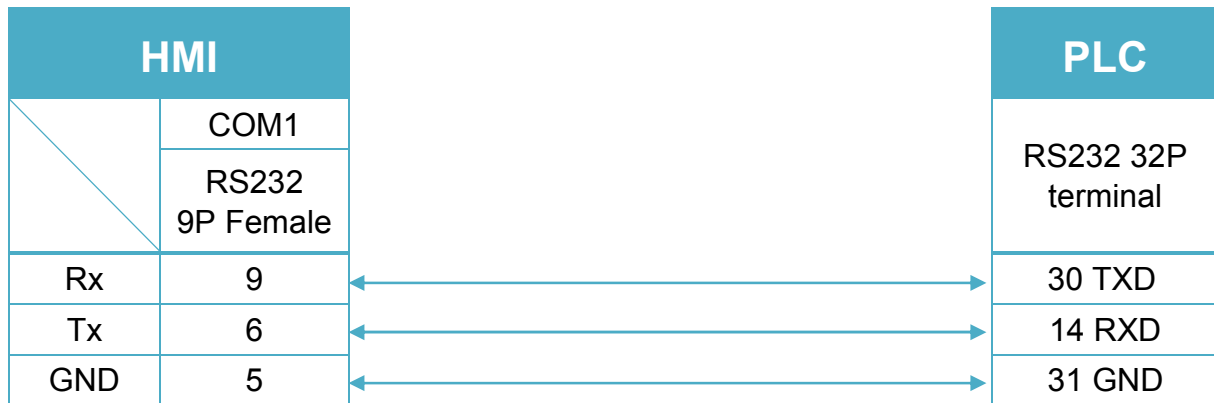 HMI
PLC
COM1
RS232
9P Female
RS232 32P
terminal
Rx 9 30 TXD
Tx 6 14 RXD
GND 5 31 GND